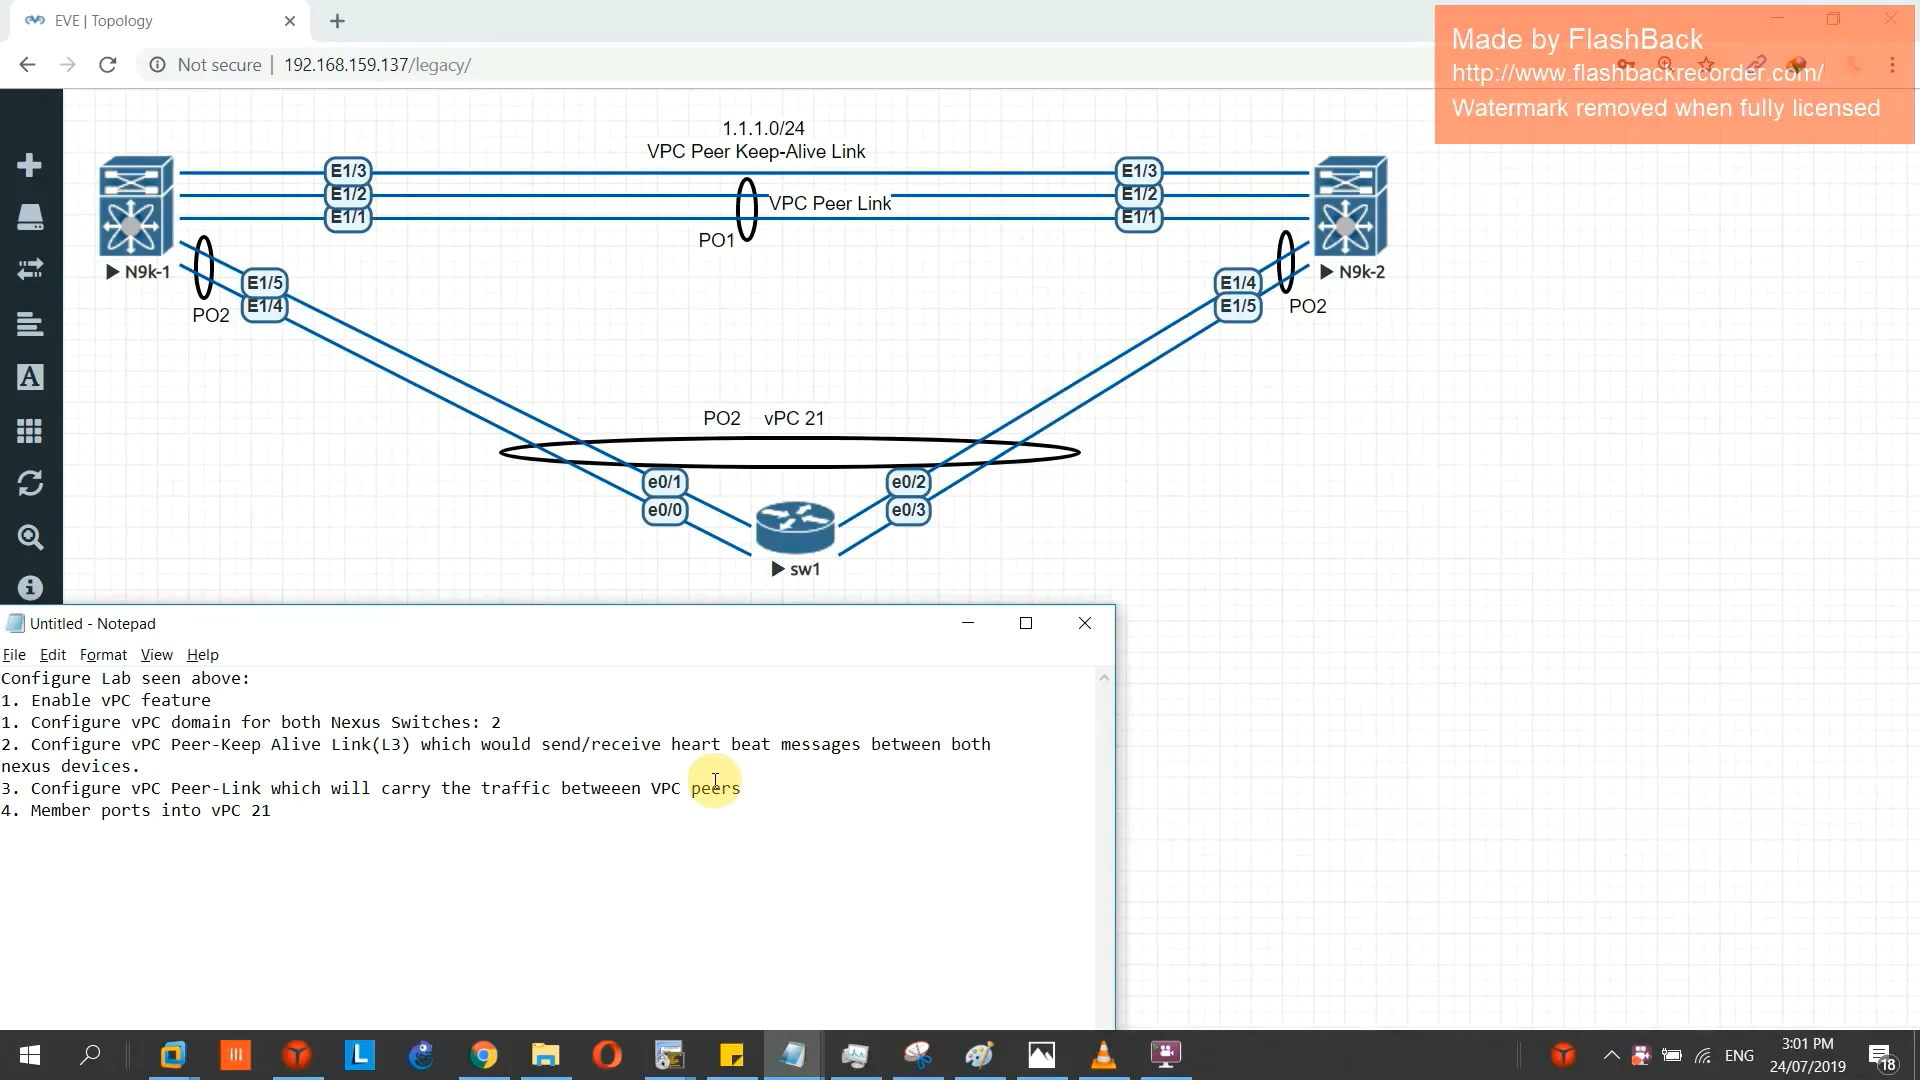 EVE | Topology
Not secure | 192.168.159.137/legacy/
Made by FlashBack
http://www.flashbackrecorder.com/
Watermark removed when fully licensed
1.1.1.0/24
VPC Peer Keep-Alive Link
E1/3
E1/3
E1/2
E1/2
VPC Peer Link
E1/1
E1/1
PO1
N9k-1
N9k-2
E1/5
E1/4
E1/4
E1/5
PO2
PO2
PO2 vPC 21
e0/1
e0/2
e0/0
e0/3
sw1
Untitled - Notepad
File Edit Format View Help
Configure Lab seen above:
1. Enable vPC feature
1. Configure vPC domain for both Nexus Switches: 2
2. Configure vPC Peer-Keep Alive Link(L3) which would send/receive heart beat messages between both
nexus devices.
3. Configure vPC Peer-Link which will carry the traffic betweeen VPC peers
4. Member ports into vPC 21
ENG
3:01 PM
24/07/2019
18